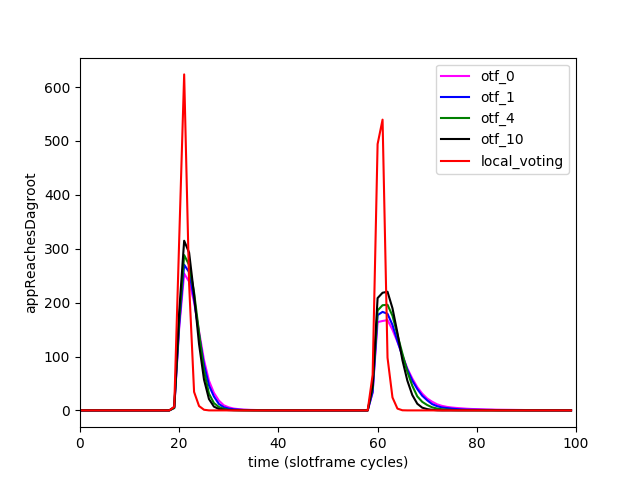 appReachesDagroot
600
500
400
300
200
100
0
0
20
40
60
80
100
time (slotframe cycles)
otf_0
otf_1
otf_4
otf_10
local_voting